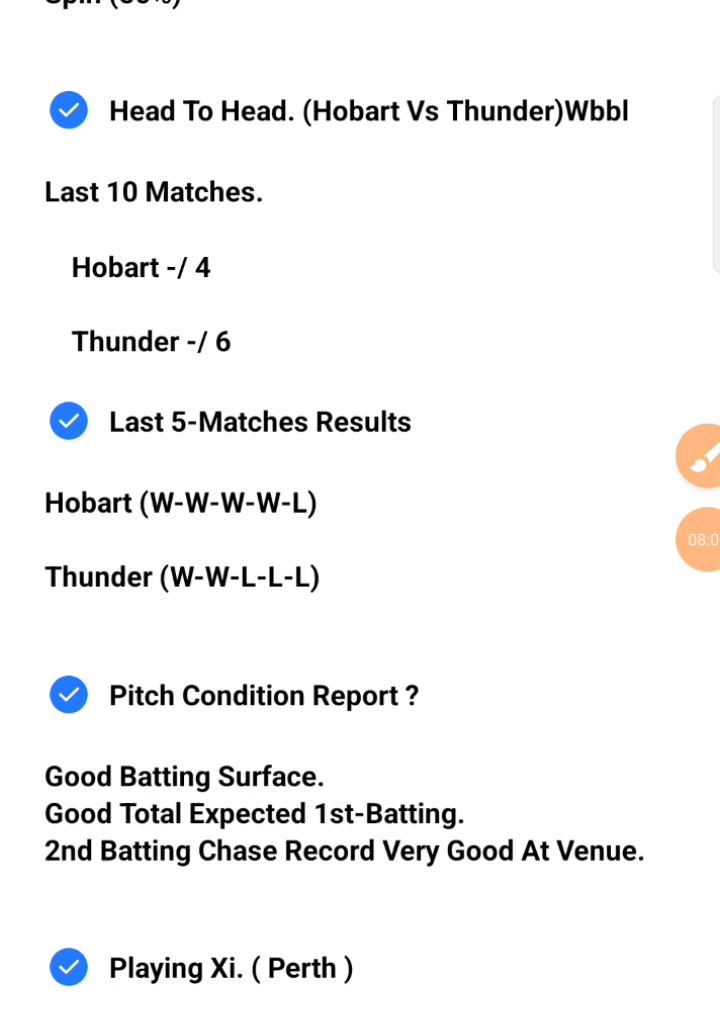 Head To Head. (Hobart Vs Thunder)Wbbl
Last 10 Matches.
Hobart -/ 4
Thunder -/ 6
Last 5-Matches Results
Hobart (W-W-W-W-L)
Thunder (W-W-L-L-L)
08:0
Pitch Condition Report ?
Good Batting Surface.
Good Total Expected 1st-Batting.
2nd Batting Chase Record Very Good At Venue.
Playing Xi. ( Perth )